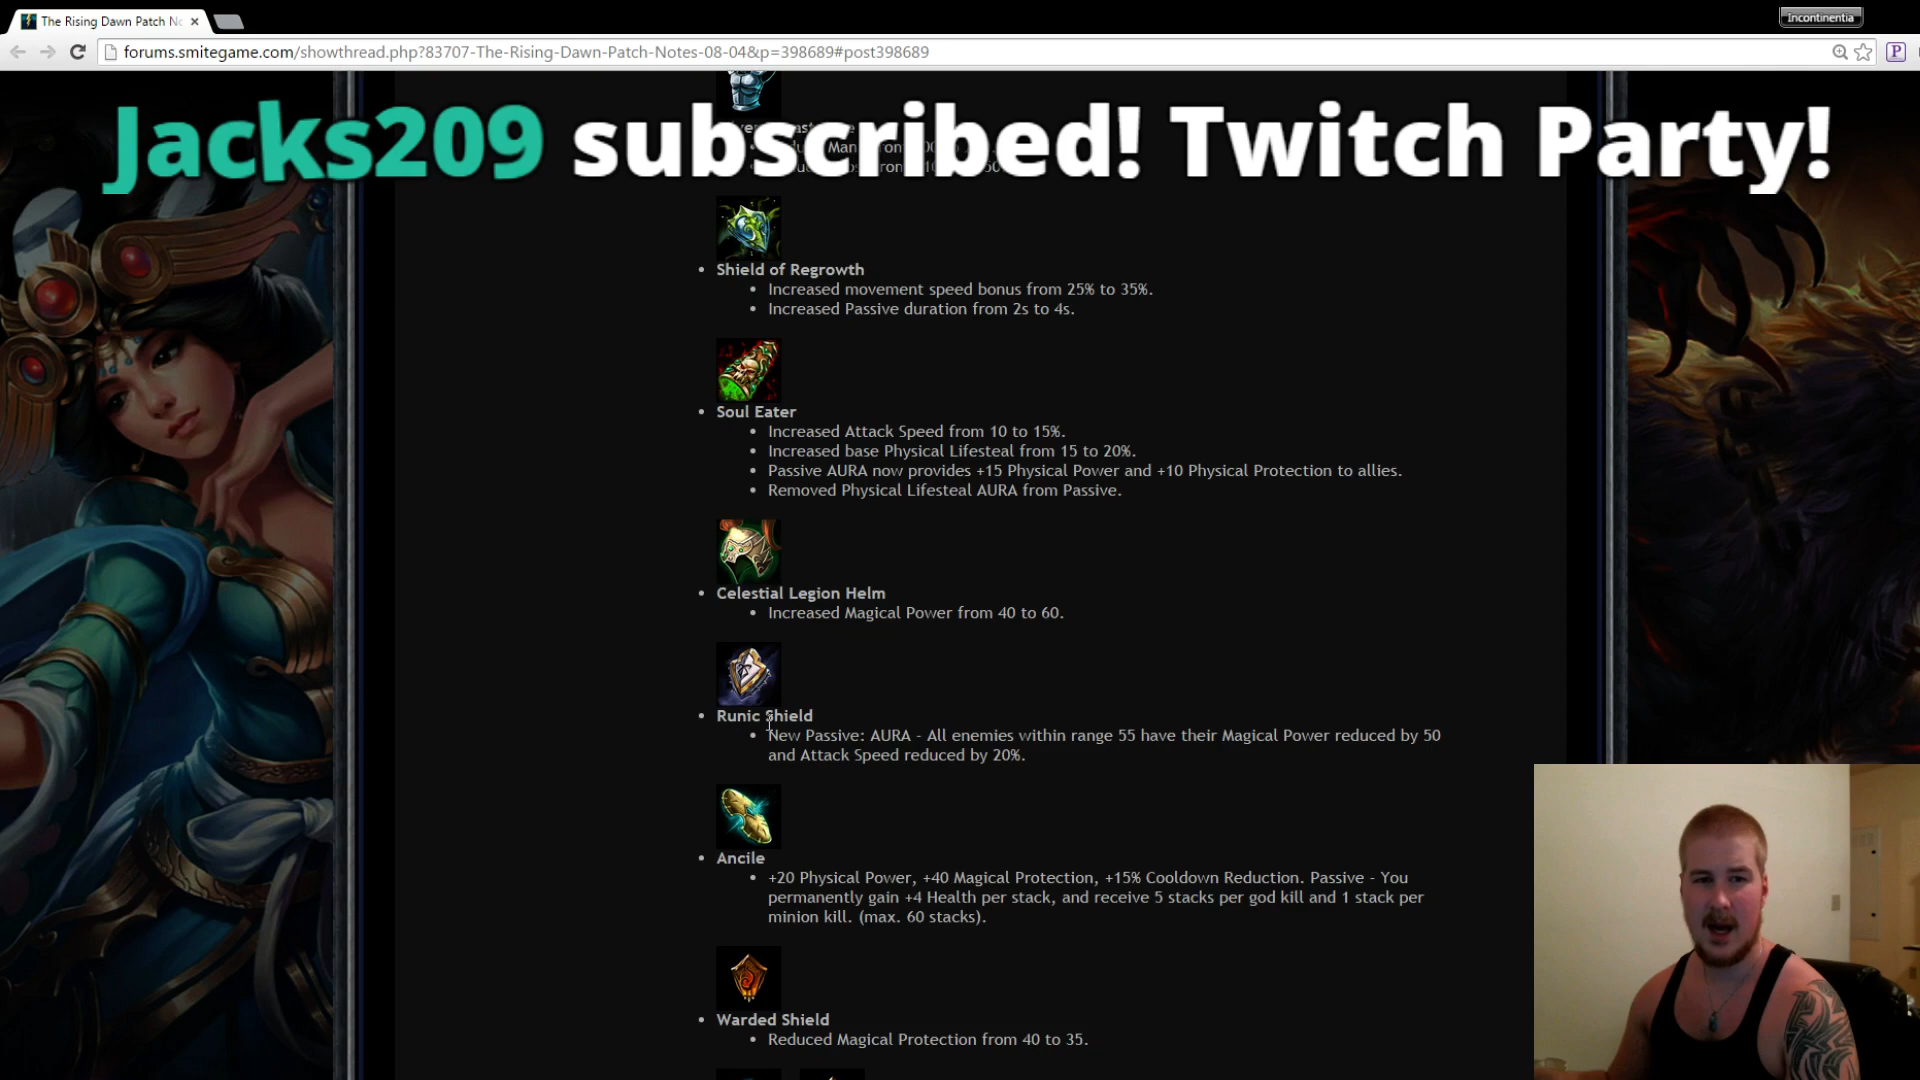 The Rising Dawn Patch No
Incontinentia
forums.smitegame.com/showthread.php?83707-The-Rising-Dawn-Patch-Notes-08-04&p=398689#post398689
Jacks209 subscribed! Twitch Party!
Shield of Regrowth
Increased movement speed bonus from 25% to 35%.
Increased Passive duration from 2s to 4s.
Soul Eater
Increased Attack Speed from 10 to 15%.
Increased base Physical Lifesteal from 15 to 20%.
Passive AURA now provides +15 Physical Power and +10 Physical Protection to allies.
Removed Physical Lifesteal AURA from Passive.
Celestial Legion Helm
Increased Magical Power from 40 to 60.
Runic Shield
New Passive: AURA - All enemies within range 55 have their Magical Power reduced by 50
and Attack Speed reduced by 20%.
Ancile
+20 Physical Power, +40 Magical Protection, +15% Cooldown Reduction. Passive - You
permanently gain +4 Health per stack, and receive 5 stacks per god kill and 1 stack per
minion kill. (max. 60 stacks).
Warded Shield
Reduced Magical Protection from 40 to 35.